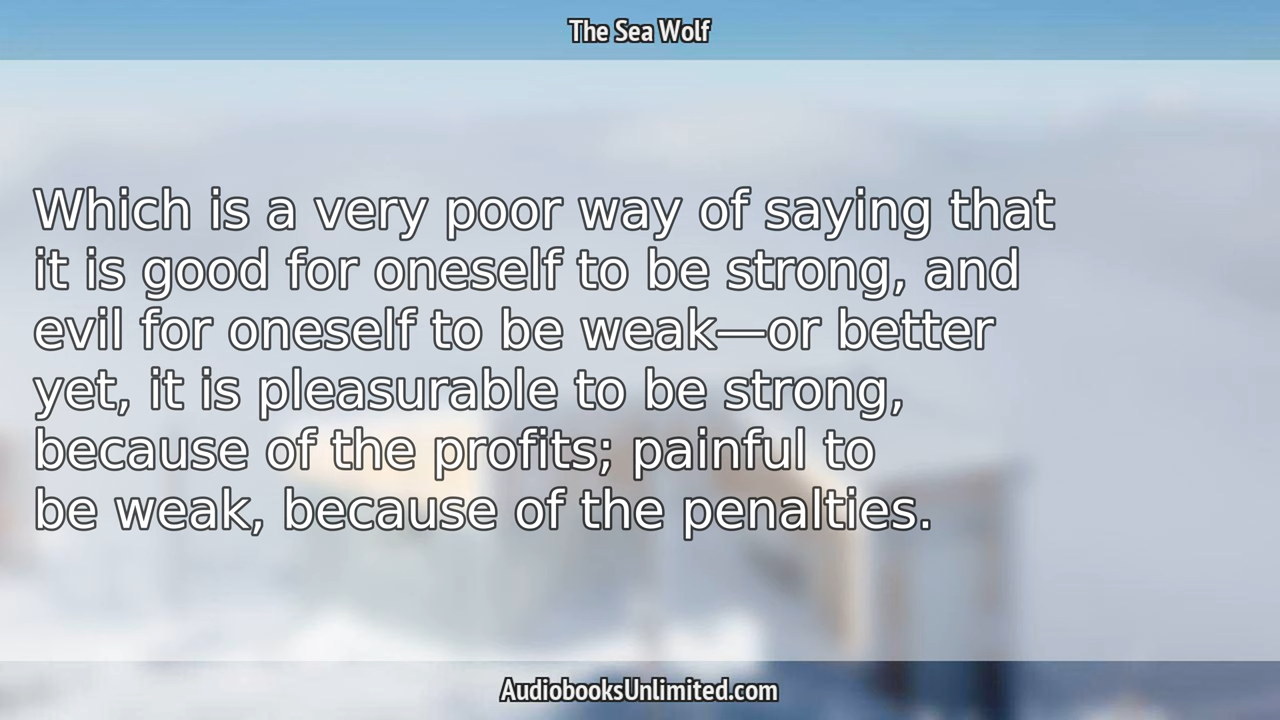 The Sea Wolf
Which is a very poor way of saying that
it is good for oneself to be strong, and
evil for oneself to be weak—or better
yet, it is pleasurable to be strong,
because of the profits; painful to
be weak, because of the penalties.
AudiobooksUnlimited.com